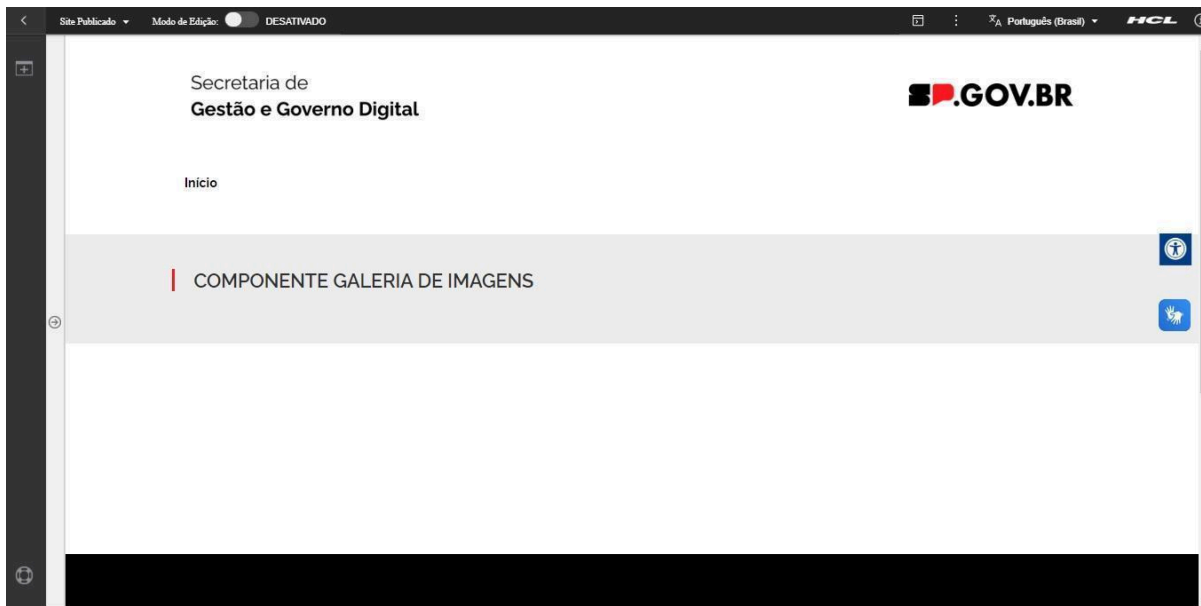 Site Publicado
Modo de Edição:
DESATIVADO
Português (Brasil)
HCL
Secretaria de
Gestão e Governo Digital
SP.GOV.BR
Início
COMPONENTE GALERIA DE IMAGENS